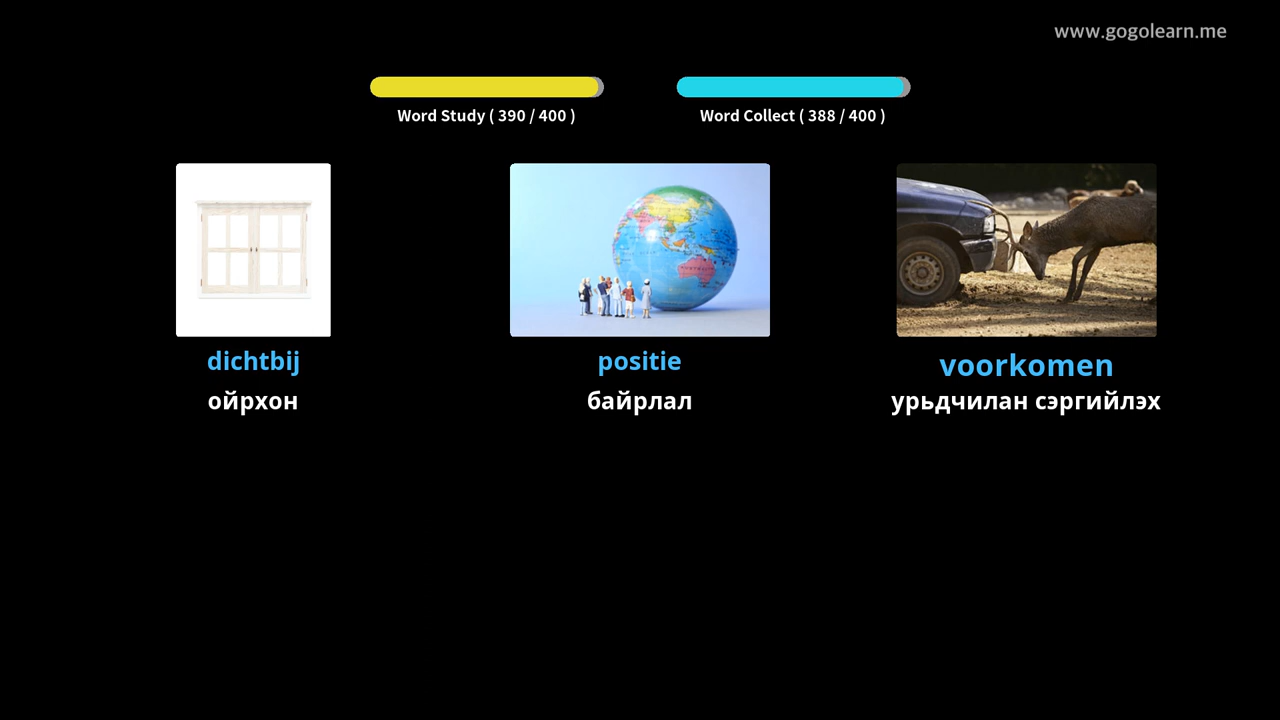 www.gogolearn.me
Word Study ( 390 / 400 )
Word Collect ( 388 / 400 )
dichtbij
positie
voorkomen
ойрхон
байрлал
урьдчилан сэргийлэх